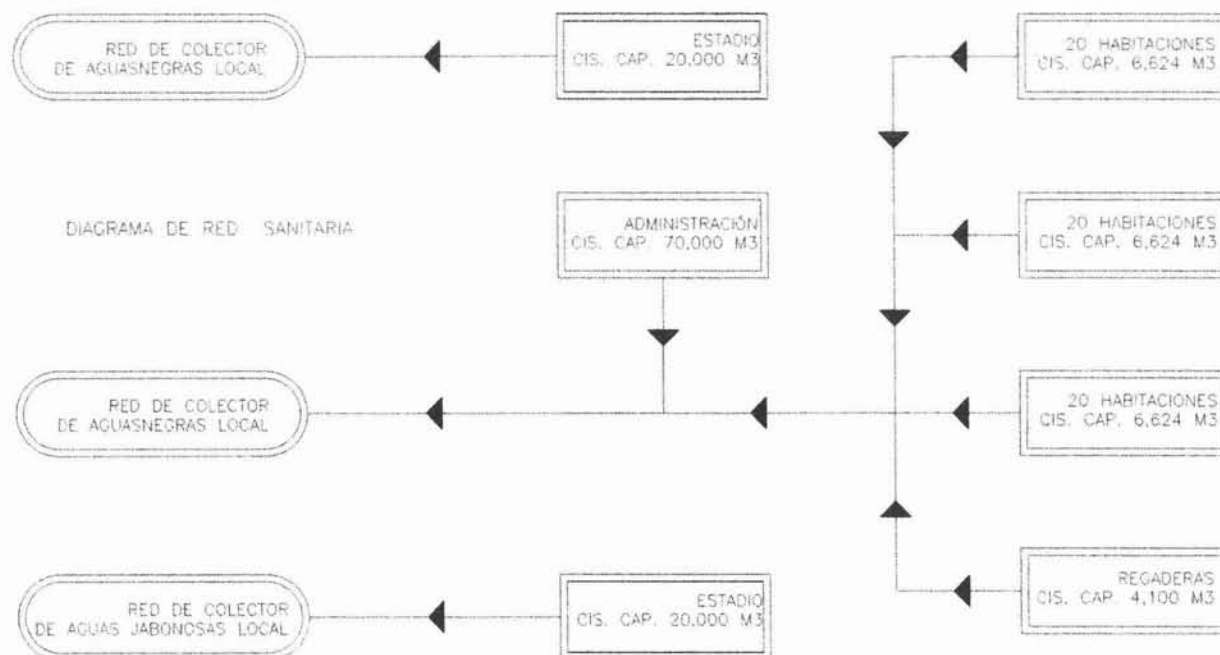 RED DE COLECTOR
DE AGUASNEGRAS LOCAL
ESTADIO
CIS. CAP. 20,000 M3
20 HABITACIONES
CIS. CAP. 6,624 M3
DIAGRAMA DE RED SANITARIA
ADMINISTRACIÓN
CIS. CAP. 70,000 M3
20 HABITACIONES
CIS. CAP. 6,624 M3
RED DE COLECTOR
DE AGUASNEGRAS LOCAL
20 HABITACIONES
CIS. CAP. 6,624 M3
RED DE COLECTOR
DE AGUAS JABONOSAS LOCAL
ESTADIO
CIS. CAP. 20,000 M3
REGADERAS
CIS. CAP. 4,100 M3